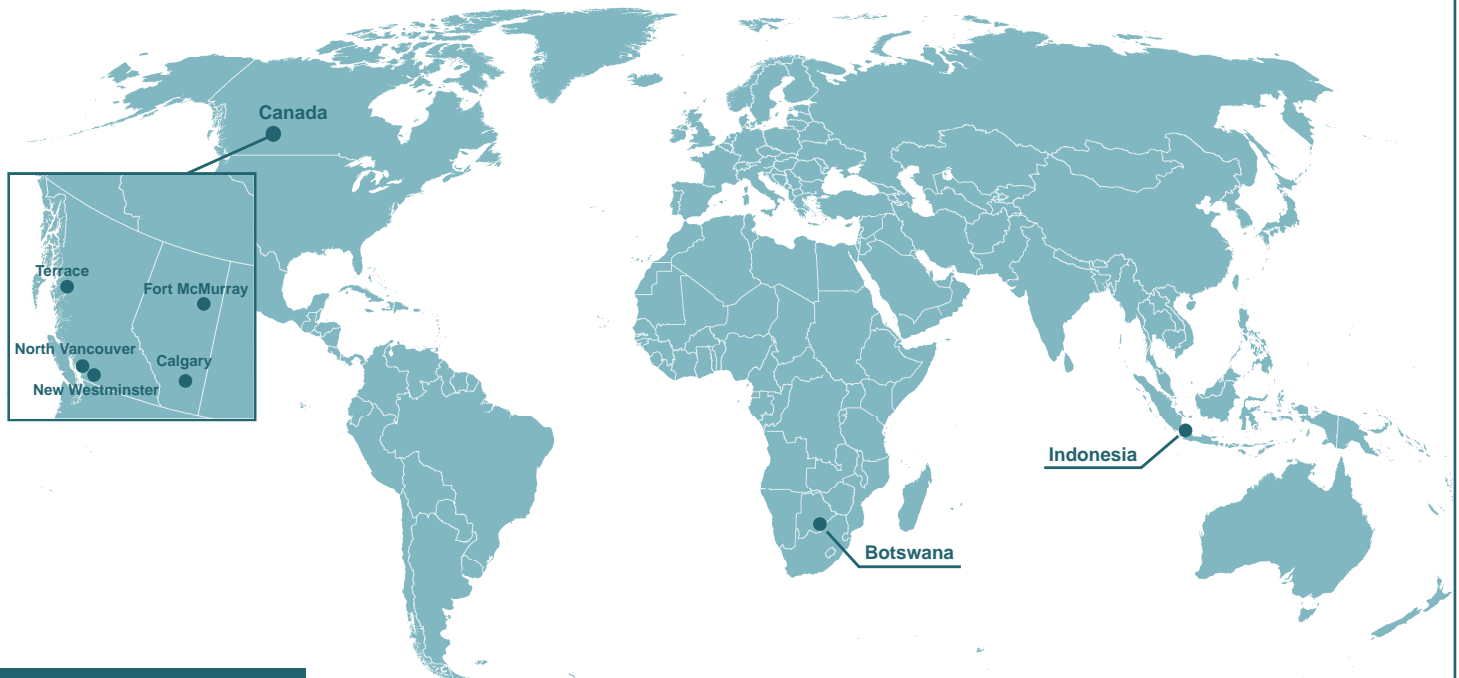 Canada
Terrace
Fort McMurray
North Vancouver
Calgary
New Westminster
Indonesia
Botswana